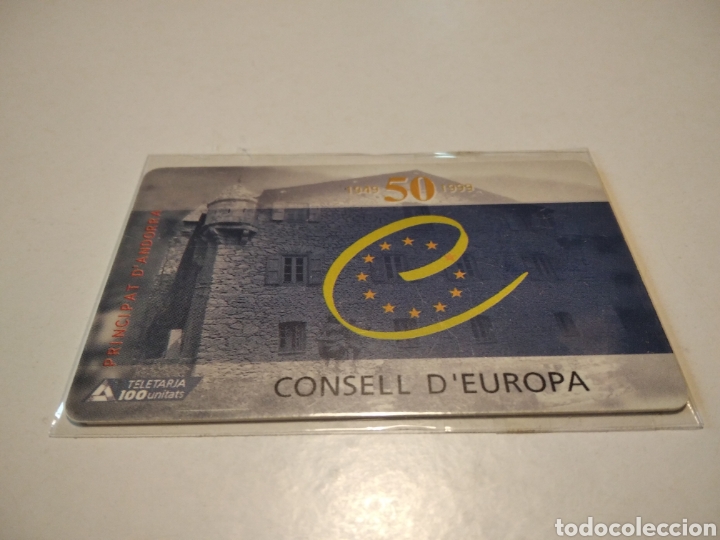 1949 50 1999
PRINCIPAT D'ANDORRA
TELETARJA
100 unitats
CONSELL D'EUROPA
todocoleccion